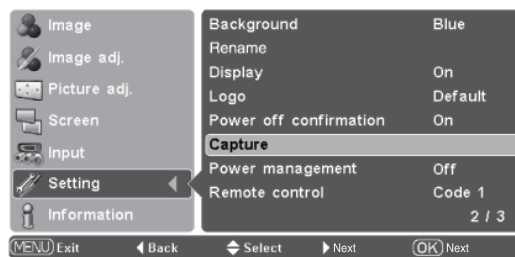 Image
Image adj.
Picture adj.
Screen
Input
Setting
Information
Background Blue
Rename
Display On
Logo Default
Power off confirmation On
Capture
Power management Off
Remote control Code 1
2 / 3
MENU Exit Back Select Next OK Next